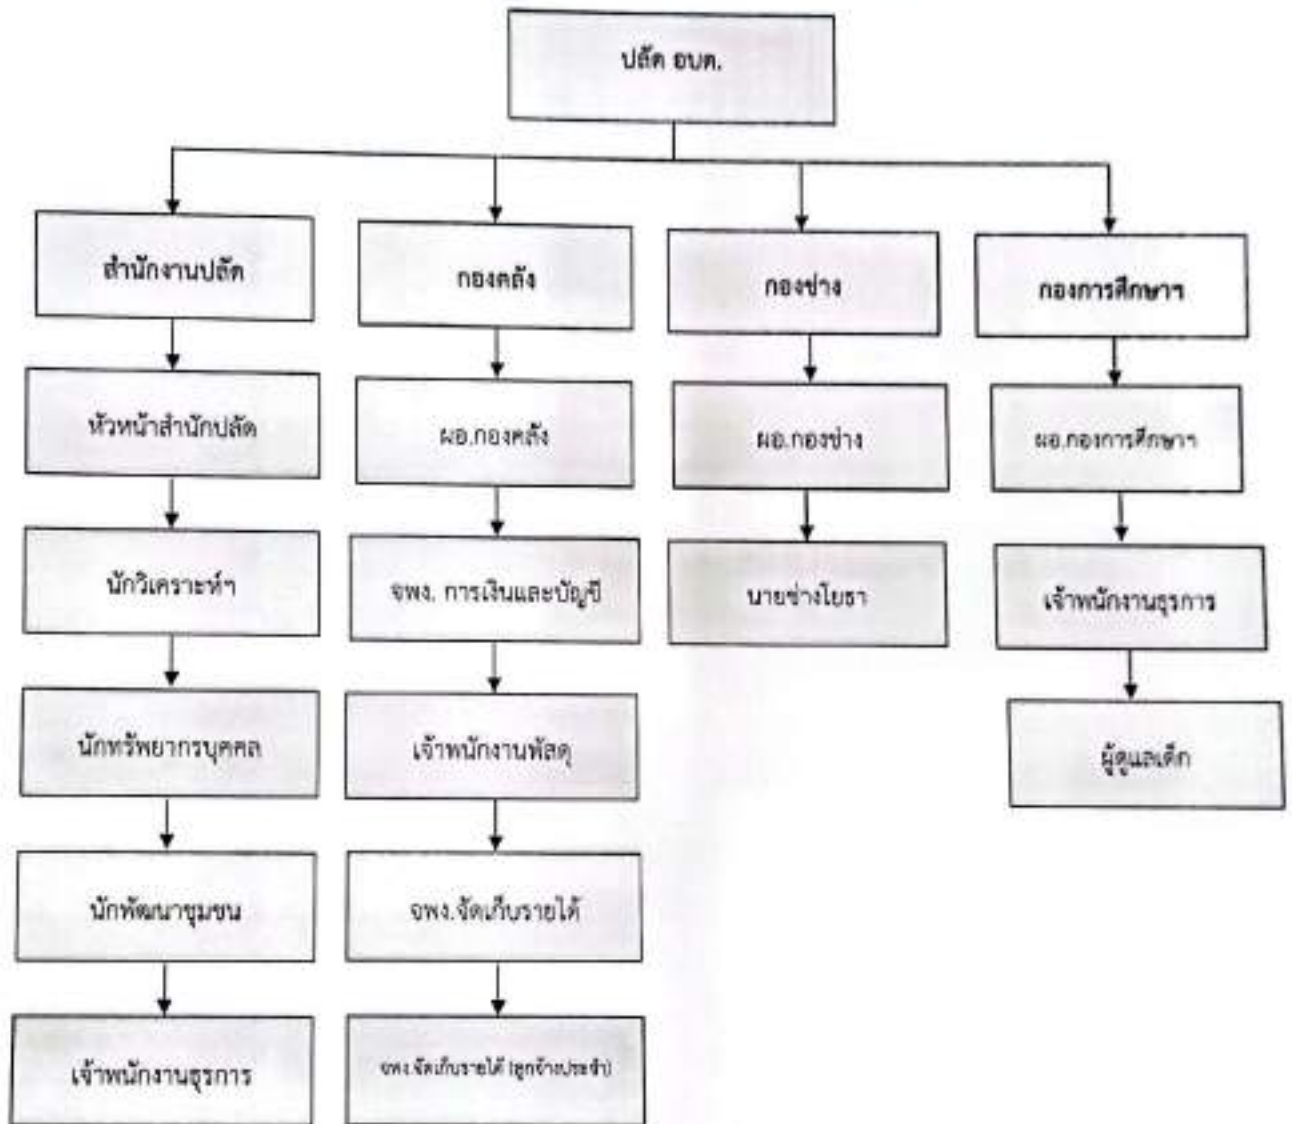 ปลัด อบต.
สำนักงานปลัด
กองคลัง
กองช่าง
กองการศึกษาฯ
หัวหน้าสำนักปลัด
ผอ.กองคลัง
ผอ.กองช่าง
ผอ.กองการศึกษาฯ
นักวิเคราะห์ฯ
จพง. การเงินและบัญชี
นายช่างโยธา
เจ้าพนักงานธุรการ
นักทรัพยากรบุคคล
เจ้าพนักงานพัสดุ
ผู้ดูแลเด็ก
นักพัฒนาชุมชน
จพง.จัดเก็บรายได้
เจ้าพนักงานธุรการ
จพง.จัดเก็บรายได้ (ลูกจ้างประจำ)